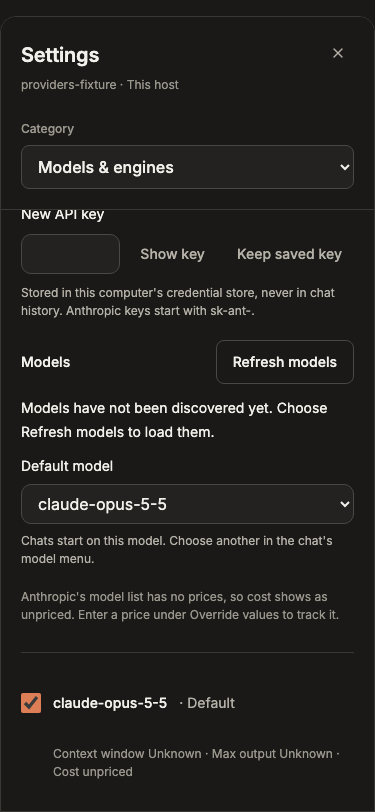 Settings
providers-fixture · This host
Category
Models & engines
New API key
Show key Keep saved key
Stored in this computer's credential store, never in chat
history. Anthropic keys start with sk-ant-.
Models Refresh models
Models have not been discovered yet. Choose
Refresh models to load them.
Default model
claude-opus-5-5
Chats start on this model. Choose another in the chat's
model menu.
Anthropic's model list has no prices, so cost shows as
unpriced. Enter a price under Override values to track it.
claude-opus-5-5 · Default
Context window Unknown · Max output Unknown ·
Cost unpriced